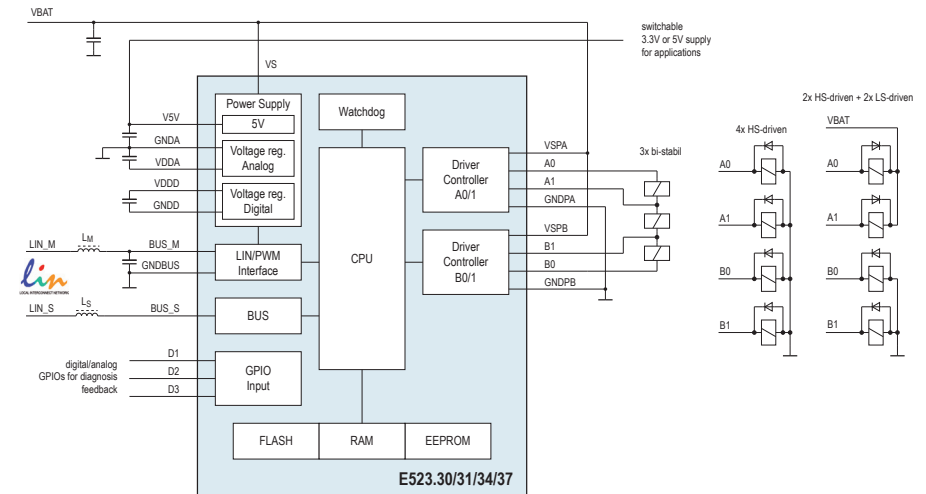 VBAT
switchable
3.3V or 5V supply
for applications
VS
2x HS-driven + 2x LS-driven
Power Supply
5V
Watchdog
V5V
GNDA
VDDA
Voltage reg.
Analog
VDDD
GNDD
Voltage reg.
Digital
Driver
Controller
A0/1
VSPA
A0
A1
GNDPA
3x bi-stabil
4x HS-driven
VBAT
A0
A0
A1
A1
LIN_M
LM
BUS_M
GNDBUS
LIN/PWM
Interface
CPU
Driver
Controller
B0/1
VSPB
B1
B0
GNDPB
B0
B0
B1
B1
lin
LOCAL INTERCONNECT NETWORK
LIN_S
LS
BUS_S
BUS
digital/analog
GPIOs for diagnosis
feedback
D1
D2
D3
GPIO
Input
FLASH
RAM
EEPROM
E523.30/31/34/37